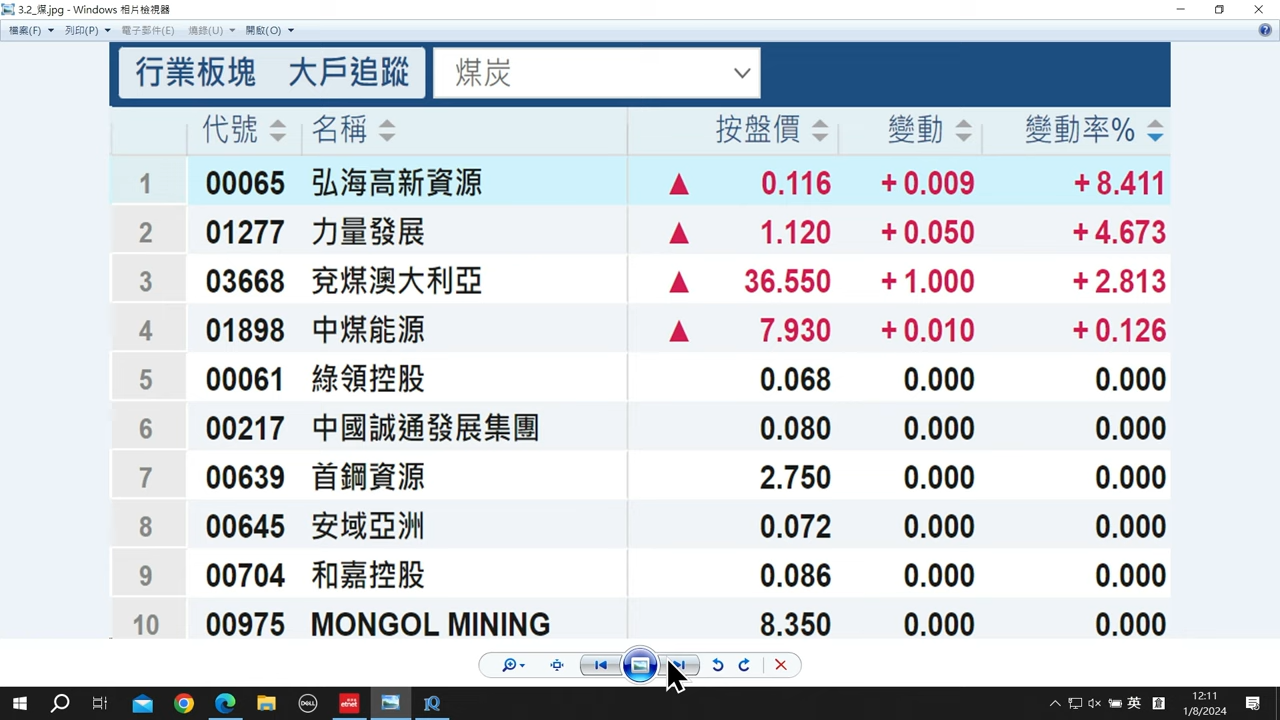 3.2_煤.jpg - Windows 相片檢視器
檔案(F) 列印(P) 電子郵件(E) 燒錄(U) 開啟(O)
行業板塊 大戶追蹤 煤炭
代號 名稱 按盤價 變動 變動率%
1 00065 弘海高新資源 ▲ 0.116 +0.009 +8.411
2 01277 力量發展 ▲ 1.120 +0.050 +4.673
3 03668 兗煤澳大利亞 ▲ 36.550 +1.000 +2.813
4 01898 中煤能源 ▲ 7.930 +0.010 +0.126
5 00061 綠領控股 0.068 0.000 0.000
6 00217 中國誠通發展集團 0.080 0.000 0.000
7 00639 首鋼資源 2.750 0.000 0.000
8 00645 安域亞洲 0.072 0.000 0.000
9 00704 和嘉控股 0.086 0.000 0.000
10 00975 MONGOL MINING 8.350 0.000 0.000
DELL etnet IQ 英 12:11
1/8/2024